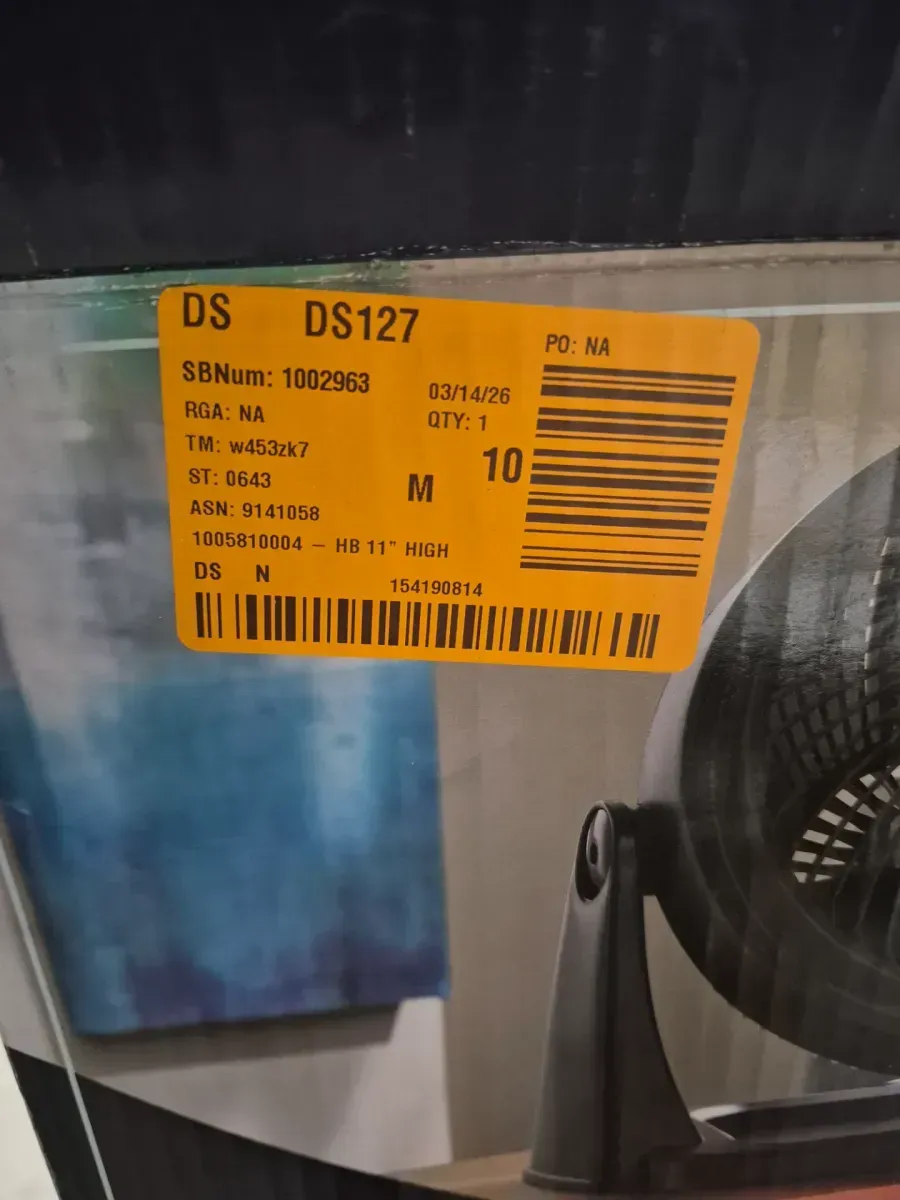 DS DS127
PO: NA
SBNum: 1002963
03/14/26
RGA: NA
QTY: 1
TM: w453zk7
10
ST: 0643
M
ASN: 9141058
1005810004 – HB 11" HIGH
DS N
154190814